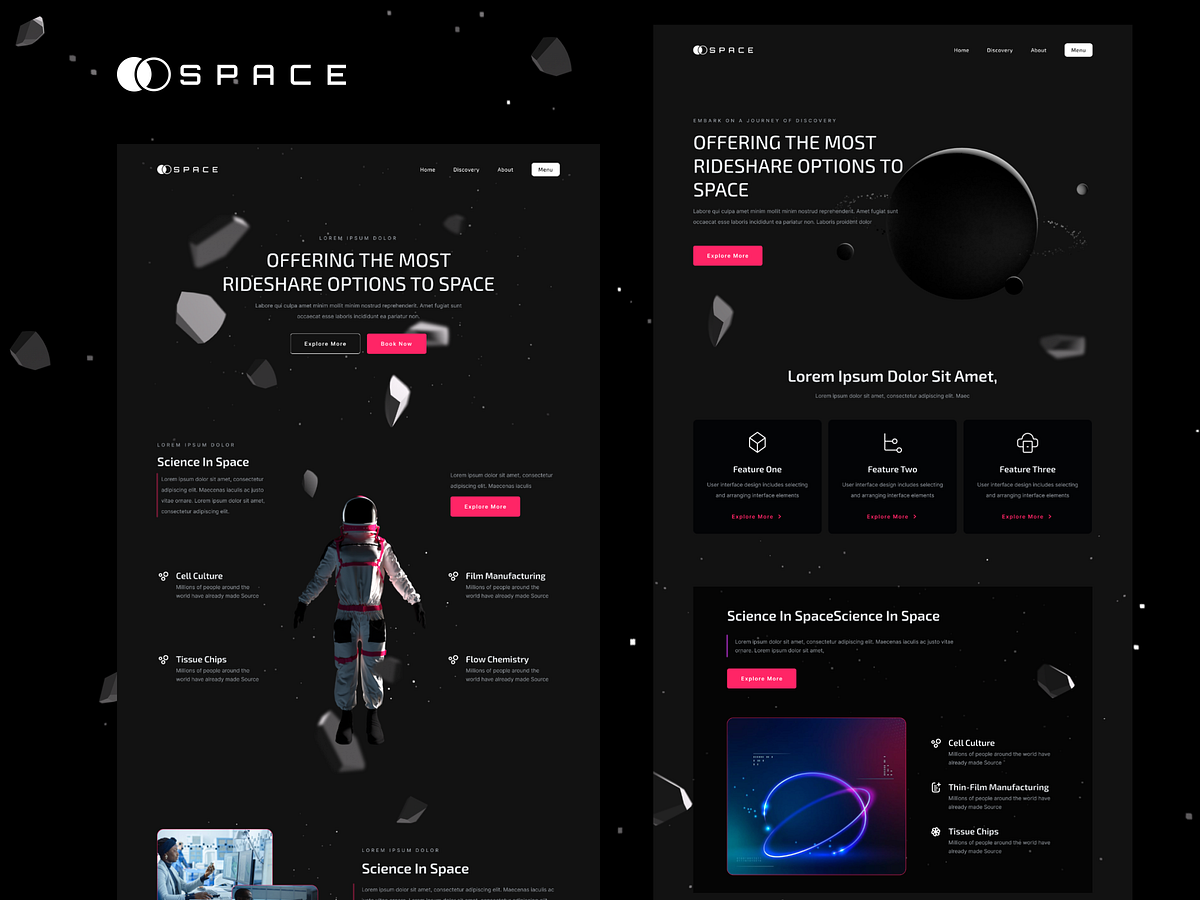 SPACE
SPACE
Home
Discovery
About
Menu
LOREM IPSUM DOLOR
OFFERING THE MOST
RIDESHARE OPTIONS TO SPACE
Labore qui culpa amet minim mollit minim nostrud reprehenderit. Amet fugiat sunt
occaecat esse laboris incididunt ea pariatur non.
Explore More
Book Now
LOREM IPSUM DOLOR
Science In Space
Lorem ipsum dolor sit amet, consectetur
adipiscing elit. Maecenas iaculis ac justo
vitae ornare. Lorem ipsum dolor sit amet,
consectetur adipiscing elit.
Lorem ipsum dolor sit amet, consectetur
adipiscing elit. Maecenas iaculis
Explore More
Cell Culture
Millions of people around the
world have already made Source
Film Manufacturing
Millions of people around the
world have already made Source
Tissue Chips
Millions of people around the
world have already made Source
Flow Chemistry
Millions of people around the
world have already made Source
LOREM IPSUM DOLOR
Science In Space
Lorem ipsum dolor sit amet, consectetur adipiscing elit. Maecenas iaculis ac
SPACE
Home
Discovery
About
Menu
EMBARK ON A JOURNEY OF DISCOVERY
OFFERING THE MOST
RIDESHARE OPTIONS TO
SPACE
Labore qui culpa amet minim mollit minim nostrud reprehenderit. Amet fugiat sunt
occaecat esse laboris incididunt ea pariatur non. Laboris proident dolor
Explore More
Lorem Ipsum Dolor Sit Amet,
Lorem ipsum dolor sit amet, consectetur adipiscing elit. Maec
Feature One
User interface design includes selecting
and arranging interface elements
Explore More >
Feature Two
User interface design includes selecting
and arranging interface elements
Explore More >
Feature Three
User interface design includes selecting
and arranging interface elements
Explore More >
Science In SpaceScience In Space
Lorem ipsum dolor sit amet, consectetur adipiscing elit. Maecenas iaculis ac justo vitae
ornare. Lorem ipsum dolor sit amet,
Explore More
Cell Culture
Millions of people around the world have
already made Source
Thin-Film Manufacturing
Millions of people around the world have
already made Source
Tissue Chips
Millions of people around the world have
already made Source